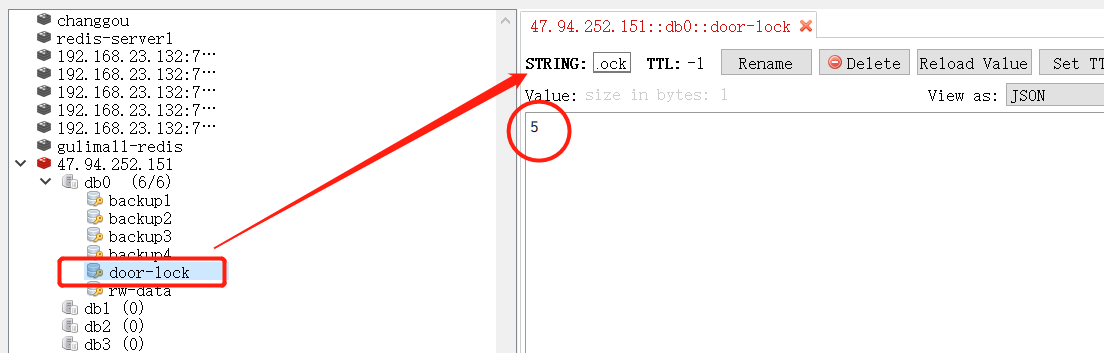 changgou
redis-server1
192.168.23.132:7…
192.168.23.132:7…
192.168.23.132:7…
192.168.23.132:7…
192.168.23.132:7…
gulimall-redis
47.94.252.151
db0 (6/6)
backup1
backup2
backup3
backup4
door-lock
rw-data
db1 (0)
db2 (0)
db3 (0)
47.94.252.151::db0::door-lock
STRING: .ock TTL: -1 Rename Delete Reload Value Set TT
Value: size in bytes: 1 View as: JSON
5